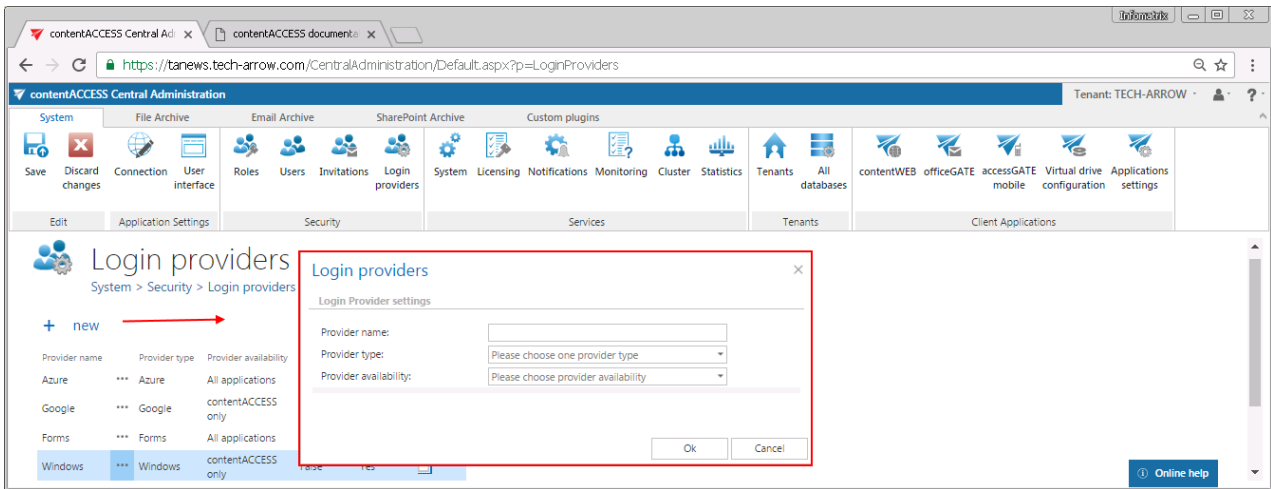 Infometrix
contentACCESS Central Ad
contentACCESS documenta
https://tanews.tech-arrow.com/CentralAdministration/Default.aspx?p=LoginProviders
contentACCESS Central Administration
Tenant: TECH-ARROW
?
System
File Archive
Email Archive
SharePoint Archive
Custom plugins
Save
Discard changes
Connection
User interface
Roles
Users
Invitations
Login providers
System
Licensing
Notifications
Monitoring
Cluster
Statistics
Tenants
All databases
contentWEB
officeGATE
accessGATE mobile
Virtual drive configuration
Applications settings
Edit
Application Settings
Security
Services
Tenants
Client Applications
Login providers
System > Security > Login providers
+ new
Provider name Provider type Provider availability
Azure ••• Azure All applications
Google ••• Google contentACCESS only
Forms ••• Forms All applications
Windows ••• Windows contentACCESS only
Login providers
Login Provider settings
Provider name:
Provider type: Please choose one provider type
Provider availability: Please choose provider availability
Ok Cancel
Online help